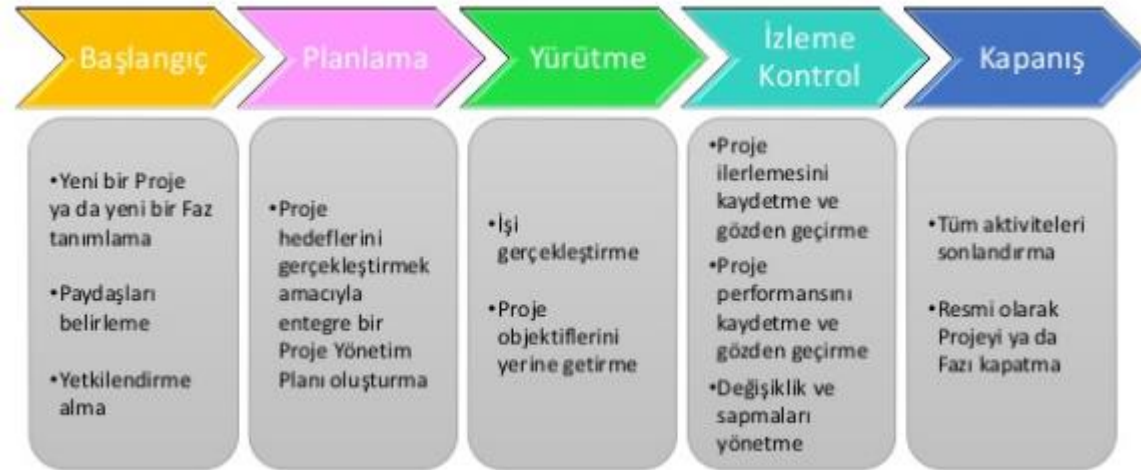 Başlangıç
Planlama
Yürütme
İzleme
Kontrol
Kapanış
•Yeni bir Proje
ya da yeni bir Faz
tanımlama
•Paydaşları
belirleme
•Yetkilendirme
alma
•Proje
hedeflerini
gerçekleştirmek
amacıyla
entegre bir
Proje Yönetim
Planı oluşturma
•İşi
gerçekleştirme
•Proje
objektiflerini
yerine getirme
•Proje
ilerlemesini
kaydetme ve
gözden geçirme
•Proje
performansını
kaydetme ve
gözden geçirme
•Değişiklik ve
sapmaları
yönetme
•Tüm aktiviteleri
sonlandırma
•Resmi olarak
Projeyi ya da
Fazı kapatma